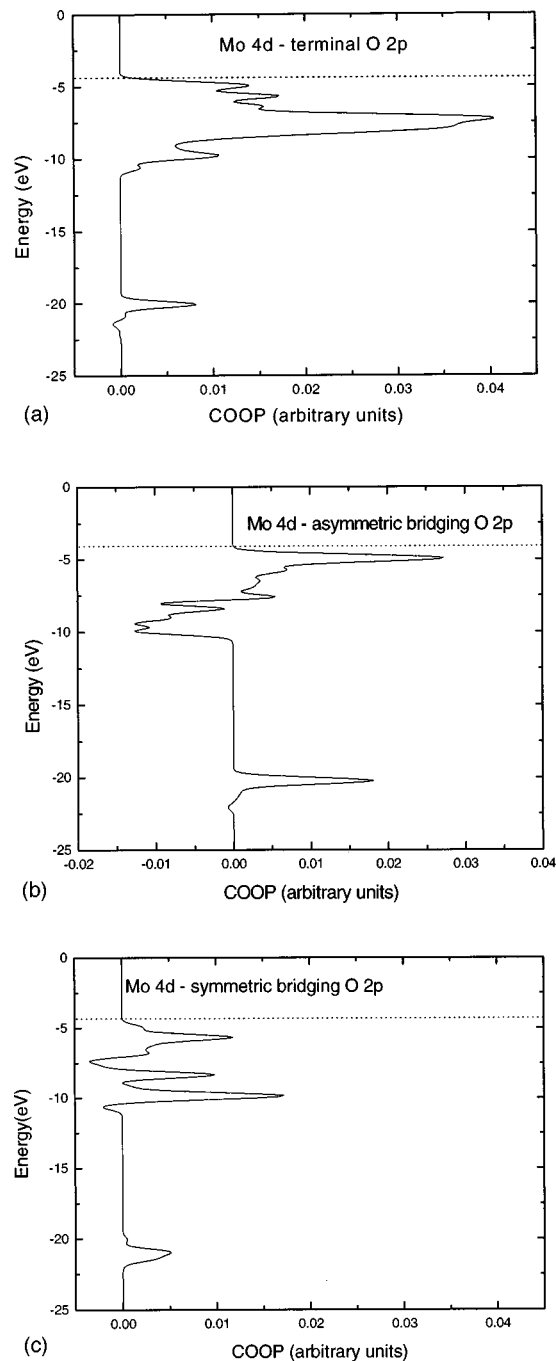 0
Mo 4d - terminal O 2p
-5
-10
-15
-20
-25
Energy (eV)
0.00 0.01 0.02 0.03 0.04
COOP (arbitrary units)
(a)
0
Mo 4d - asymmetric bridging O 2p
-5
-10
-15
-20
-25
Energy (eV)
-0.02 -0.01 0.00 0.01 0.02 0.03 0.04
COOP (arbitrary units)
(b)
0
Mo 4d - symmetric bridging O 2p
-5
-10
-15
-20
-25
Energy(eV)
0.00 0.01 0.02 0.03 0.04
COOP (arbitrary units)
(c)